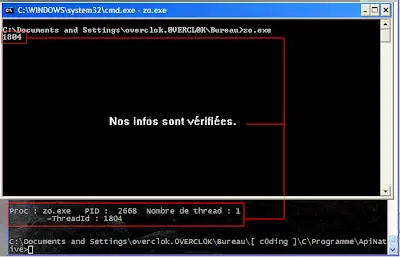 C:\WINDOWS\system32\cmd.exe - zo.exe
C:\Documents and Settings\overclok.OVERCLOK\Bureau>zo.exe
1804
Nos infos sont vérifiées.
Proc : zo.exe PID : 2668 Nombre de thread : 1
-ThreadId : 1804
C:\Documents and Settings\overclok.OVERCLOK\Bureau\[ c0ding ]\C\Programme\ApiNat
ive>